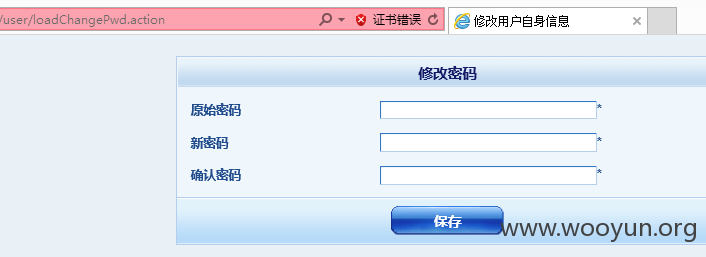 /user/loadChangePwd.action
证书错误
修改用户自身信息
修改密码
原始密码
*
新密码
*
确认密码
*
保存
www.wooyun.org